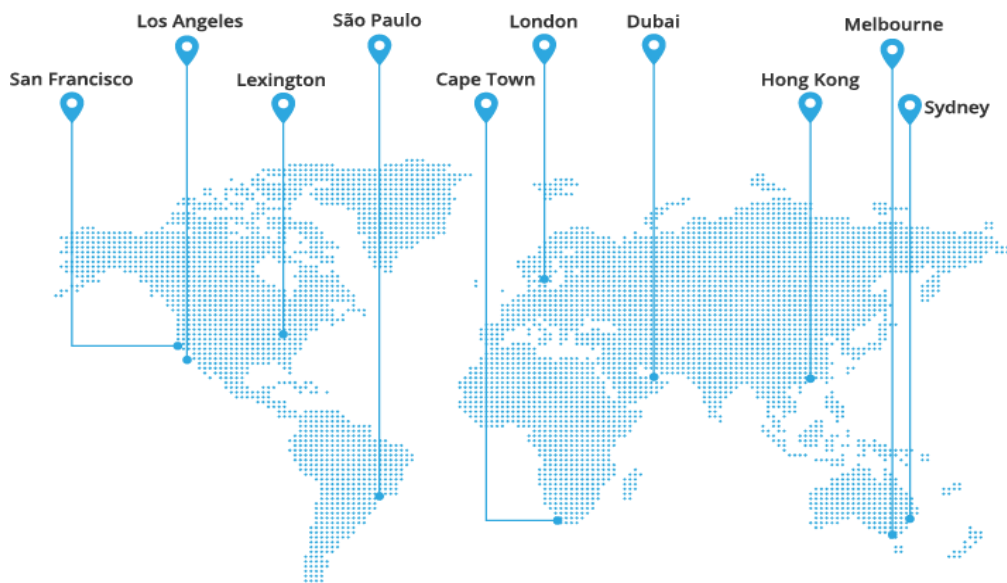 Los Angeles
São Paulo
London
Dubai
Melbourne
San Francisco
Lexington
Cape Town
Hong Kong
Sydney